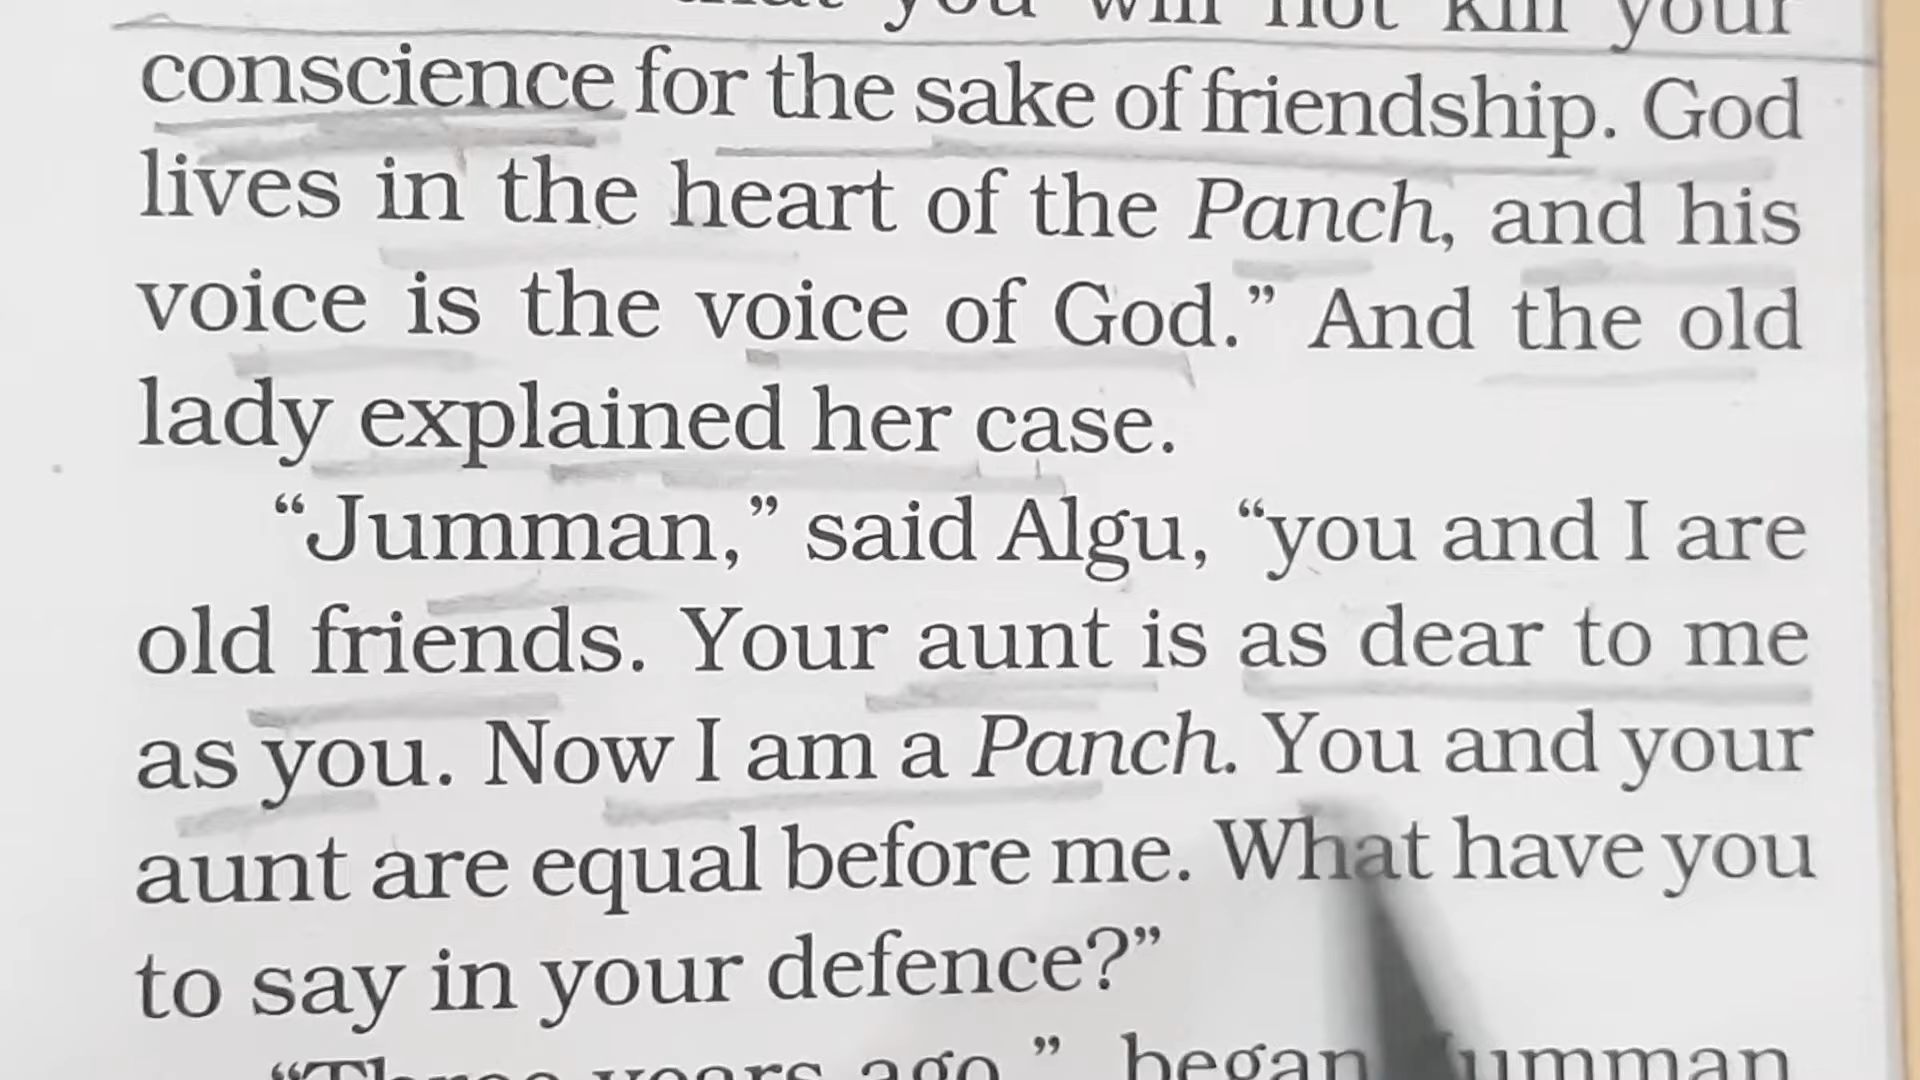 that you will not kill your
conscience for the sake of friendship. God
lives in the heart of the Panch, and his
voice is the voice of God.” And the old
lady explained her case.
“Jumman,” said Algu, “you and I are
old friends. Your aunt is as dear to me
as you. Now I am a Panch. You and your
aunt are equal before me. What have you
to say in your defence?”
“Three years ago,” began Jumman